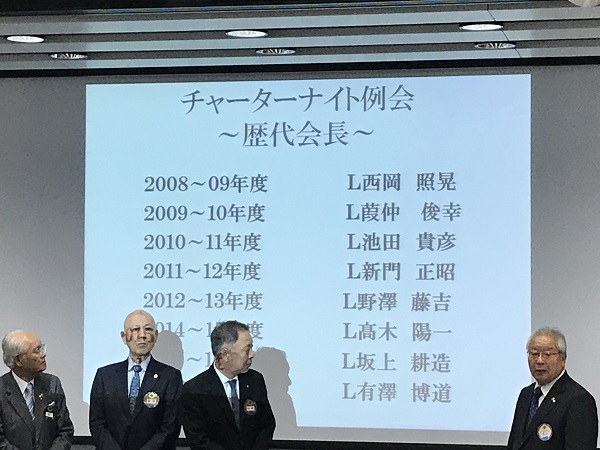 チャーターナイト例会
～歴代会長～
2008～09年度 L西岡 照晃
2009～10年度 L葭仲 俊幸
2010～11年度 L池田 貴彦
2011～12年度 L新門 正昭
2012～13年度 L野澤 藤吉
L高木 陽一
L坂上 耕造
L有澤 博道